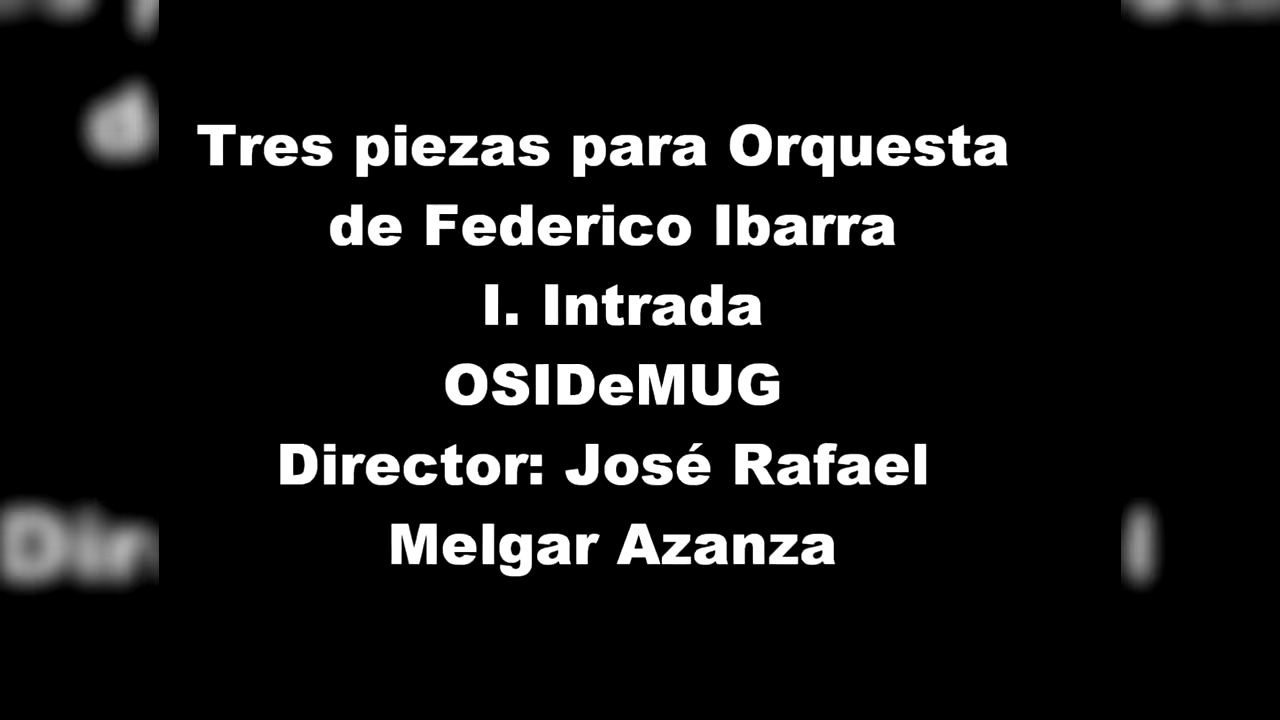 Tres piezas para Orquesta
de Federico Ibarra
I. Intrada
OSIDeMUG
Director: José Rafael
Melgar Azanza